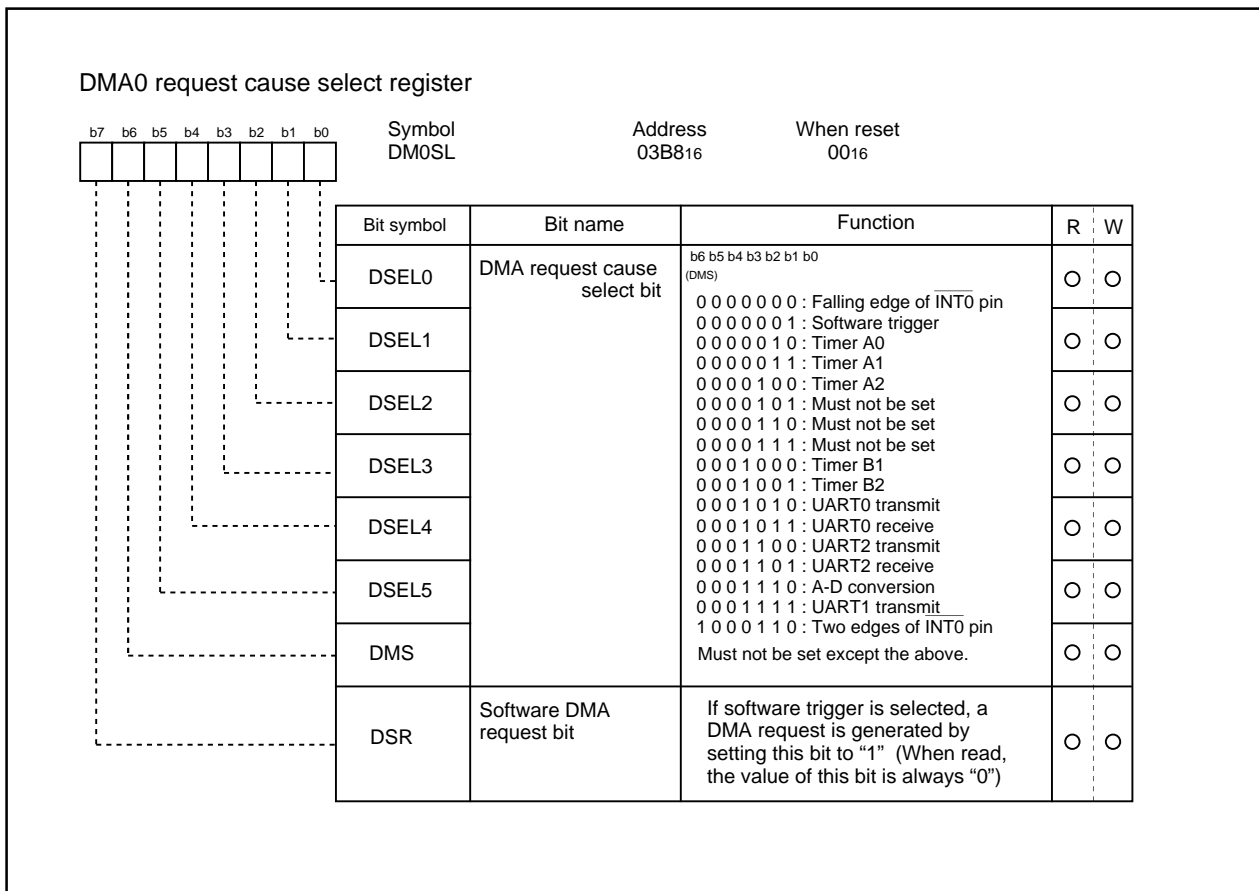 DMA0 request cause select register
b7 b6 b5 b4 b3 b2 b1 b0
Symbol Address When reset
DM0SL 03B816 0016
Bit symbol Bit name Function R W
DSEL0 DMA request cause
select bit
b6 b5 b4 b3 b2 b1 b0
(DMS)
0 0 0 0 0 0 0 : Falling edge of INT0 pin
0 0 0 0 0 0 1 : Software trigger
DSEL1
0 0 0 0 0 1 0 : Timer A0
0 0 0 0 0 1 1 : Timer A1
0 0 0 0 1 0 0 : Timer A2
DSEL2
0 0 0 0 1 0 1 : Must not be set
0 0 0 0 1 1 0 : Must not be set
0 0 0 0 1 1 1 : Must not be set
DSEL3
0 0 0 1 0 0 0 : Timer B1
0 0 0 1 0 0 1 : Timer B2
0 0 0 1 0 1 0 : UART0 transmit
DSEL4
0 0 0 1 0 1 1 : UART0 receive
0 0 0 1 1 0 0 : UART2 transmit
0 0 0 1 1 0 1 : UART2 receive
DSEL5
0 0 0 1 1 1 0 : A-D conversion
0 0 0 1 1 1 1 : UART1 transmit
1 0 0 0 1 1 0 : Two edges of INT0 pin
DMS
Must not be set except the above.
DSR
Software DMA
request bit
If software trigger is selected, a
DMA request is generated by
setting this bit to “1” (When read,
the value of this bit is always “0”)